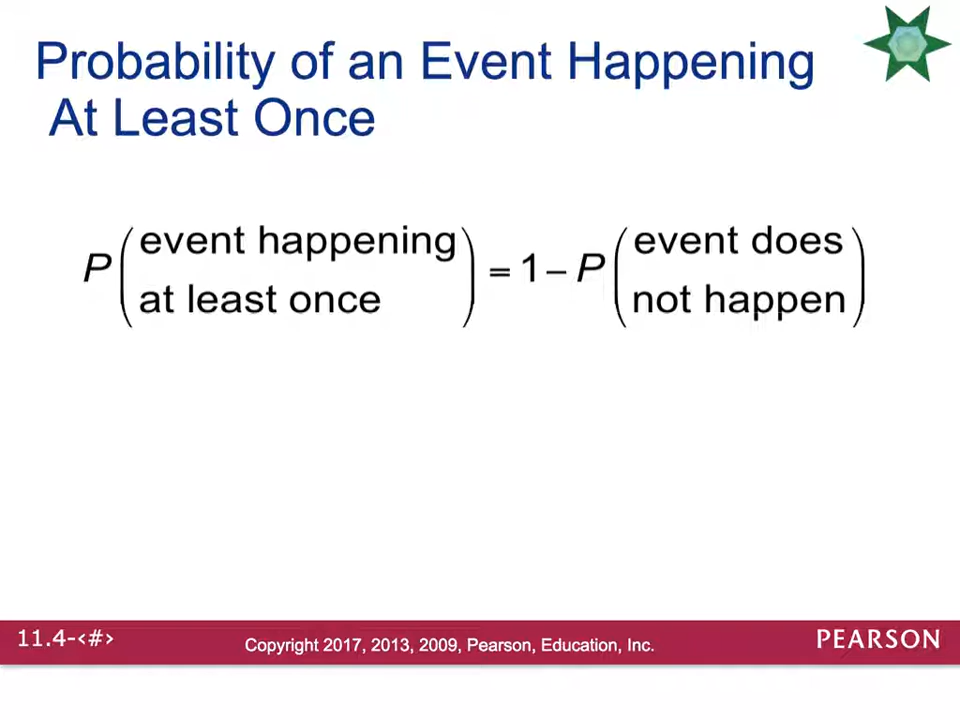 Probability of an Event Happening
At Least Once
P(event happening at least once) = 1 – P(event does not happen)
11.4-‹#›
Copyright 2017, 2013, 2009, Pearson, Education, Inc.
PEARSON